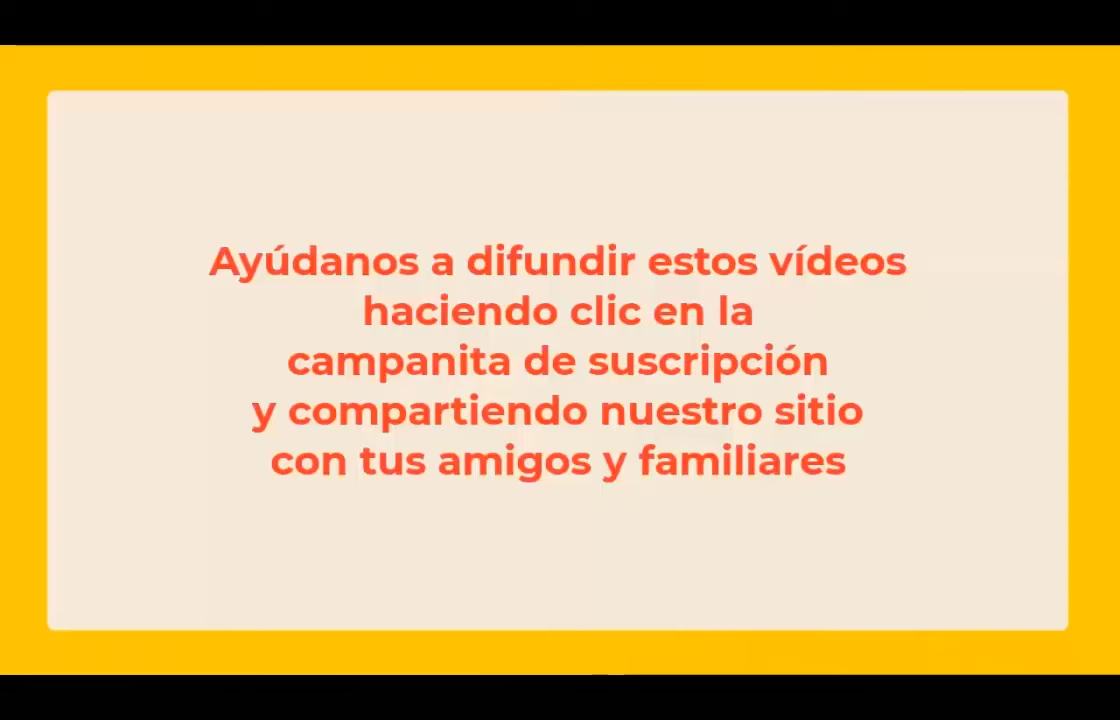 Ayúdanos a difundir estos vídeos
haciendo clic en la
campanita de suscripción
y compartiendo nuestro sitio
con tus amigos y familiares